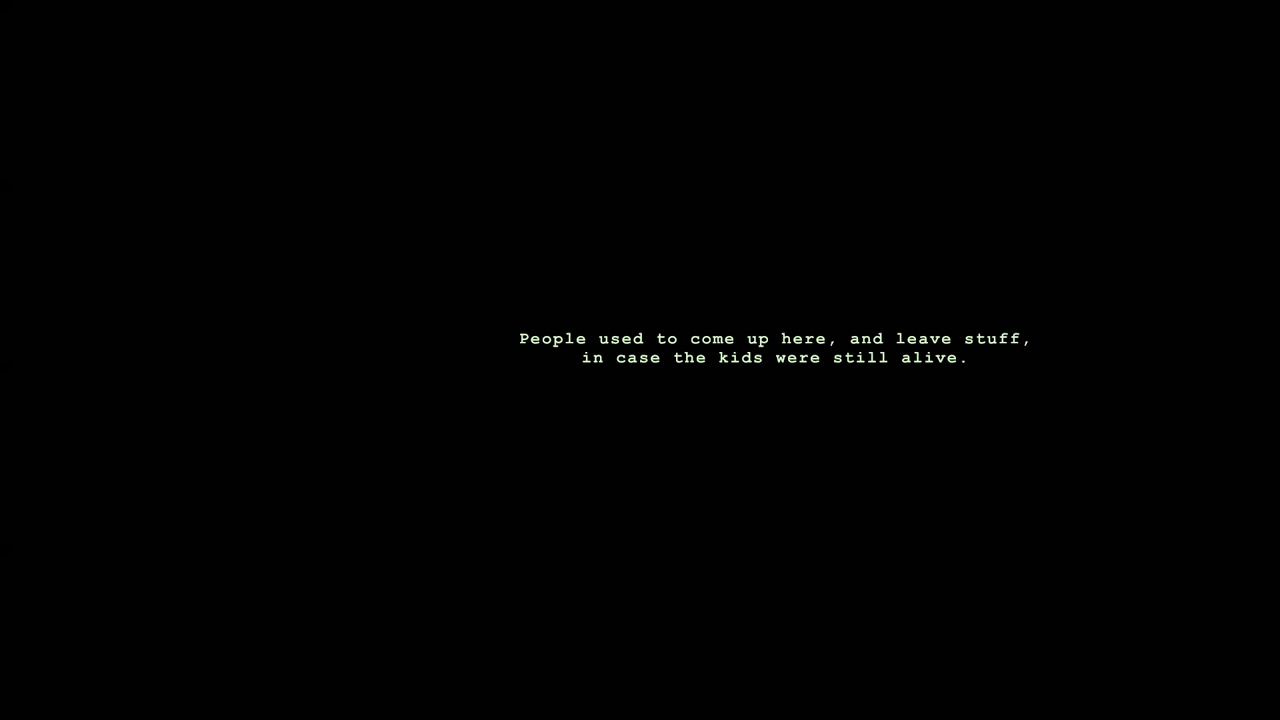 People used to come up here, and leave stuff,
in case the kids were still alive.